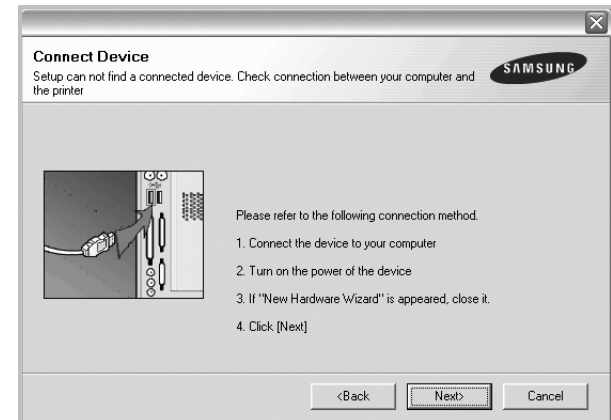 Connect Device
Setup can not find a connected device. Check connection between your computer and
the printer
SAMSUNG
Please refer to the following connection method.
1. Connect the device to your computer
2. Turn on the power of the device
3. If "New Hardware Wizard" is appeared, close it.
4. Click [Next]
<Back
Next>
Cancel